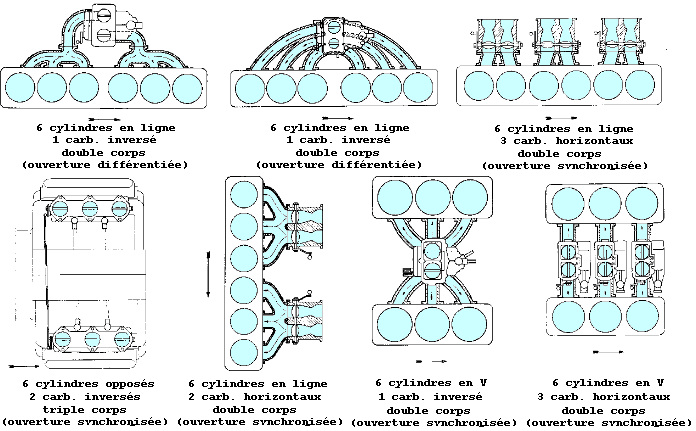 6 cylindres en ligne
1 carb. inversé
double corps
(ouverture différentiée)
6 cylindres en ligne
1 carb. inversé
double corps
(ouverture différentiée)
6 cylindres en ligne
3 carb. horizontaux
double corps
(ouverture synchronisée)
6 cylindres opposés
2 carb. inversés
triple corps
(ouverture synchronisée)
6 cylindres en ligne
2 carb. horizontaux
double corps
(ouverture synchronisée)
6 cylindres en V
1 carb. inversé
double corps
(ouverture synchronisée)
6 cylindres en V
3 carb. horizontaux
double corps
(ouverture synchronisée)